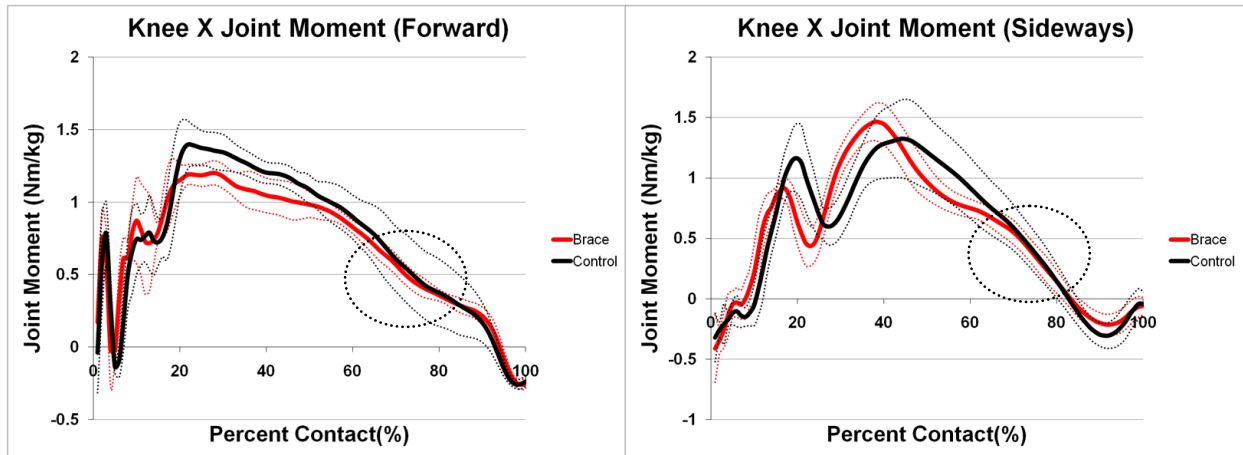 Knee X Joint Moment (Forward)
2
1.5
1
0.5
0
-0.5
0 20 40 60 80 100
Joint Moment (Nm/kg)
Percent Contact(%)
Brace
Control
Knee X Joint Moment (Sideways)
2
1.5
1
0.5
0
-0.5
-1
0 20 40 60 80 100
Joint Moment (Nm/kg)
Percent Contact(%)
Brace
Control